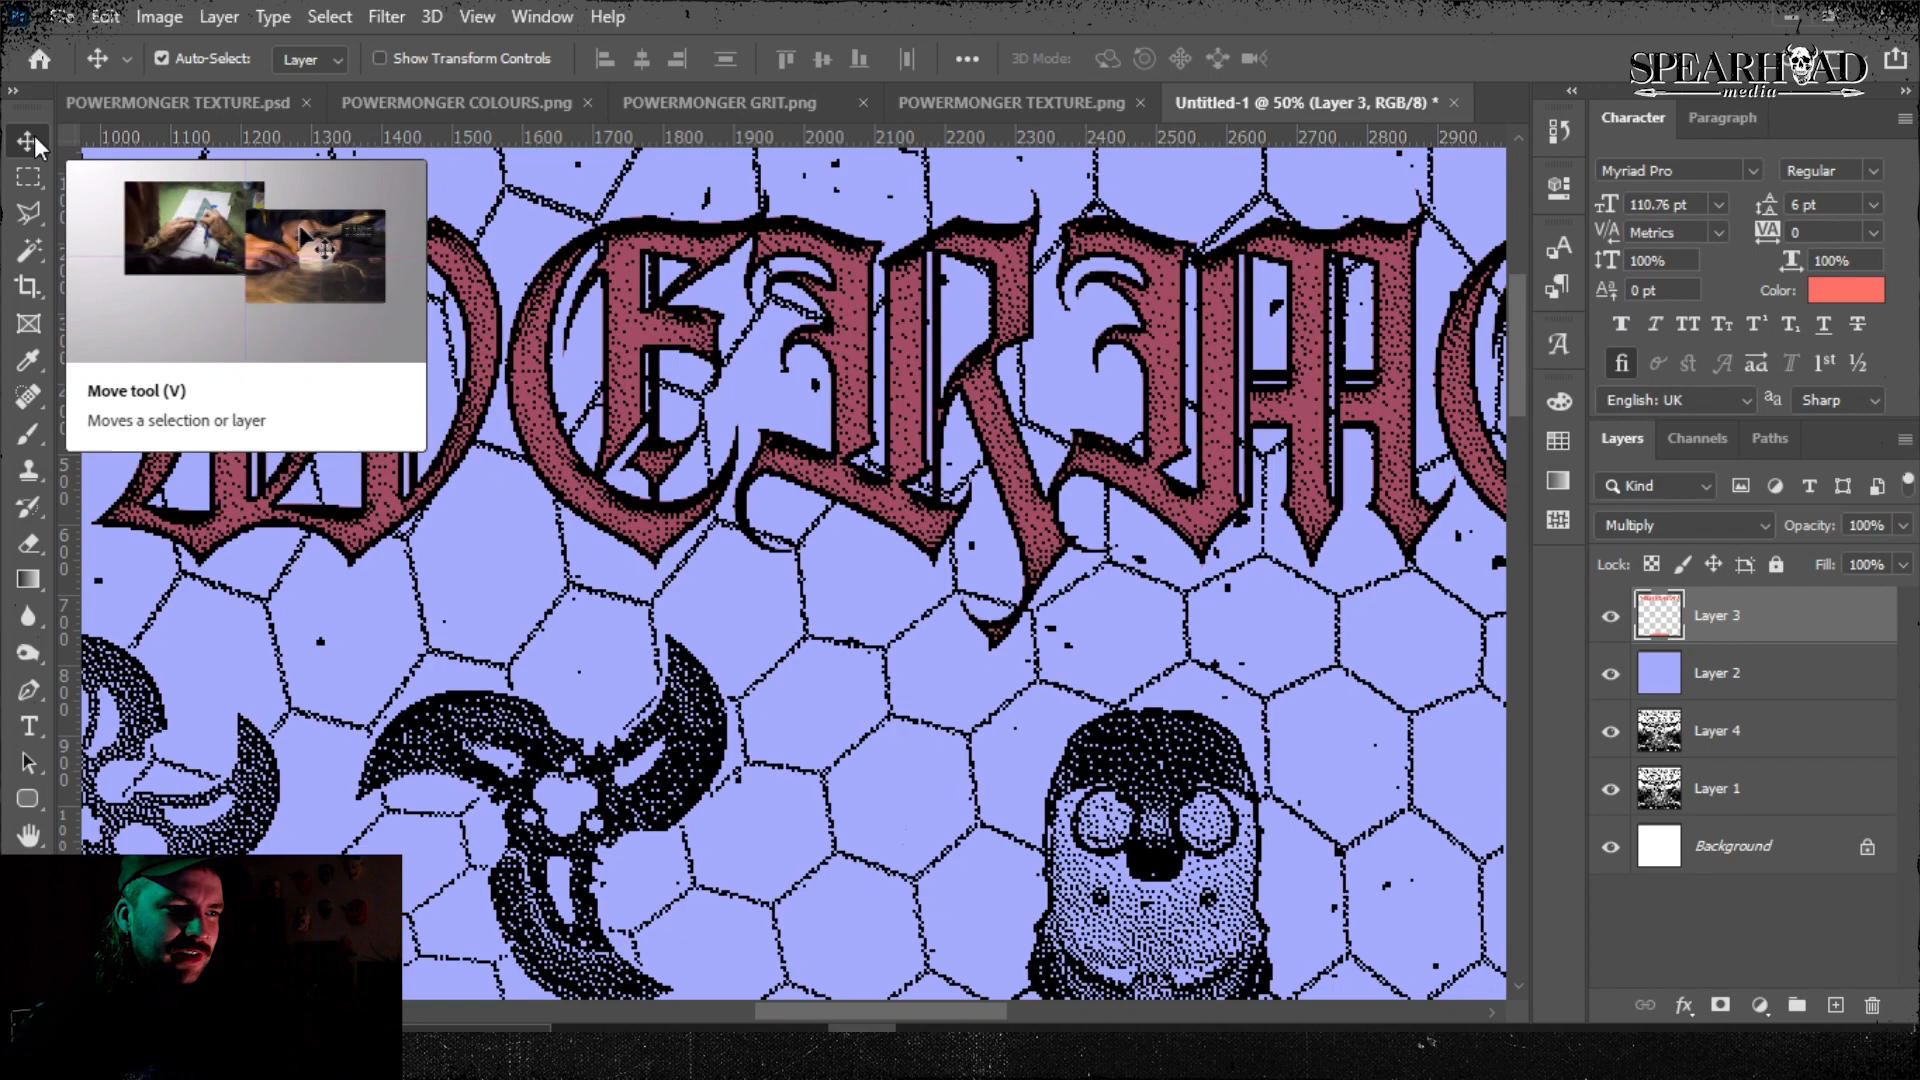 File Edit Image Layer Type Select Filter 3D View Window Help
Auto-Select: Layer Show Transform Controls 3D Mode:
SPEARHEAD
media
POWERMONGER TEXTURE.psd POWERMONGER COLOURS.png POWERMONGER GRIT.png POWERMONGER TEXTURE.png Untitled-1 @ 50% (Layer 3, RGB/8) *
1000 1100 1200 1300 1400 1500 1600 1700 1800 1900 2000 2100 2200 2300 2400 2500 2600 2700 2800 2900
Move tool (V)
Moves a selection or layer
Character Paragraph
Myriad Pro Regular
110.76 pt 6 pt
Metrics 0
100% 100%
0 pt Color:
English: UK Sharp
Layers Channels Paths
Kind
Multiply Opacity: 100%
Lock: Fill: 100%
Layer 3
Layer 2
Layer 4
Layer 1
Background